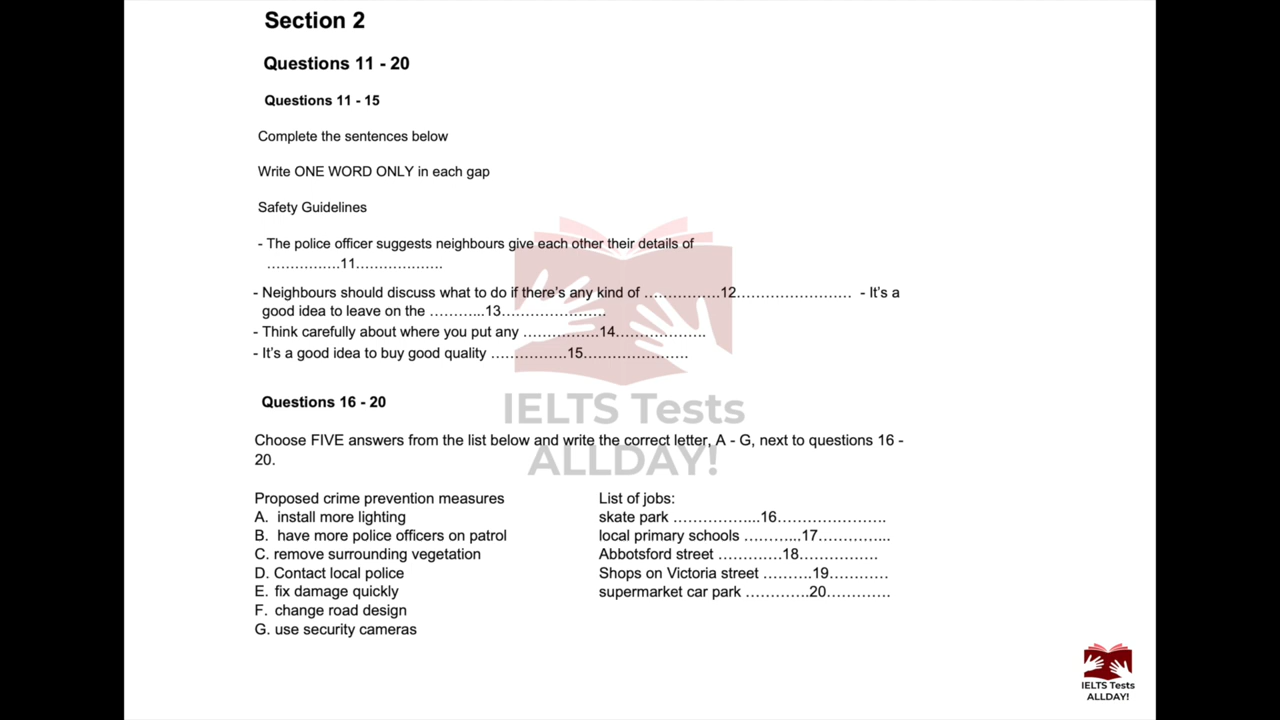 Section 2
Questions 11 - 20
Questions 11 - 15
Complete the sentences below
Write ONE WORD ONLY in each gap
Safety Guidelines
- The police officer suggests neighbours give each other their details of
……………..11……………….
- Neighbours should discuss what to do if there's any kind of ……………..12…………………… - It's a
good idea to leave on the ………...13………………….
- Think carefully about where you put any ……………..14………………..
- It's a good idea to buy good quality ……………..15………………….
Questions 16 - 20
Choose FIVE answers from the list below and write the correct letter, A - G, next to questions 16 -
20.
Proposed crime prevention measures
A. install more lighting
B. have more police officers on patrol
C. remove surrounding vegetation
D. Contact local police
E. fix damage quickly
F. change road design
G. use security cameras
List of jobs:
skate park ……………...16………………….
local primary schools ………...17…………...
Abbotsford street ………….18…………….
Shops on Victoria street ……….19…………
supermarket car park ………….20………….
IELTS Tests
ALLDAY!
IELTS Tests
ALLDAY!